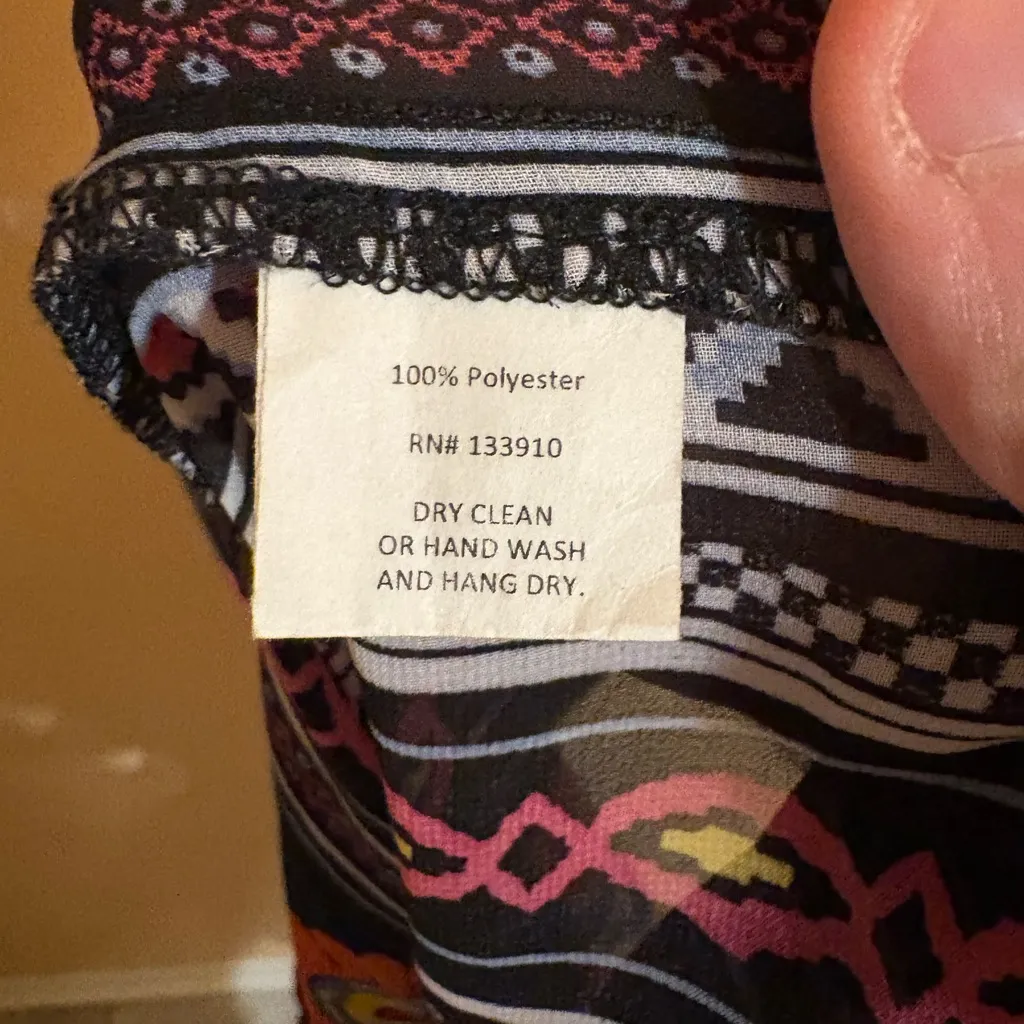 100% Polyester
RN# 133910
DRY CLEAN
OR HAND WASH
AND HANG DRY.